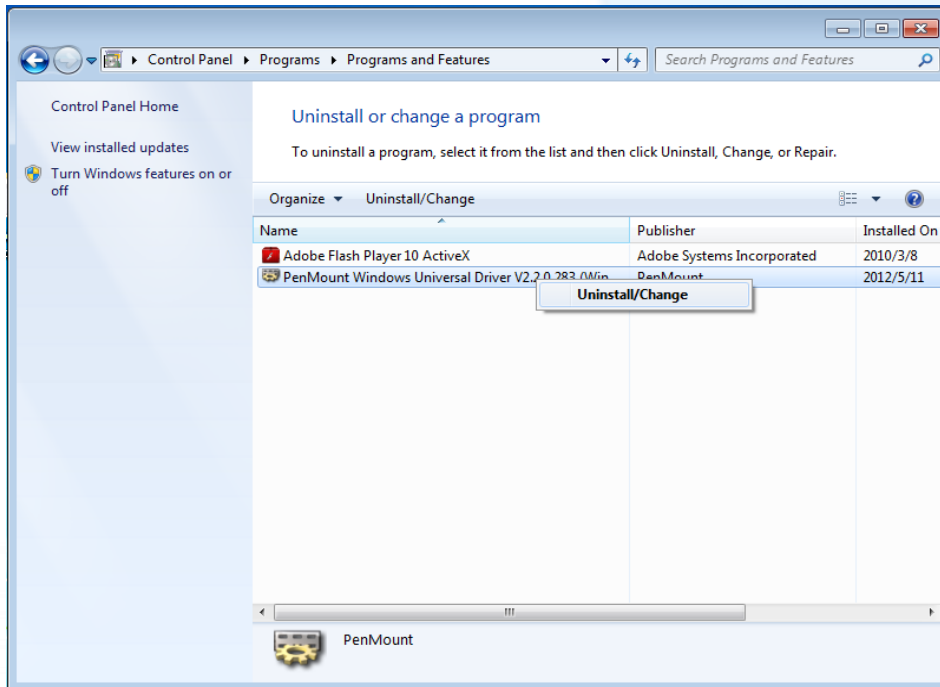 Control Panel Programs Programs and Features Search Programs and Features
Control Panel Home
View installed updates
Turn Windows features on or
off
Uninstall or change a program
To uninstall a program, select it from the list and then click Uninstall, Change, or Repair.
Organize Uninstall/Change
Name Publisher Installed On
Adobe Flash Player 10 ActiveX Adobe Systems Incorporated 2010/3/8
PenMount Windows Universal Driver V2.2.0.283 (Win PenMount 2012/5/11
Uninstall/Change
PenMount